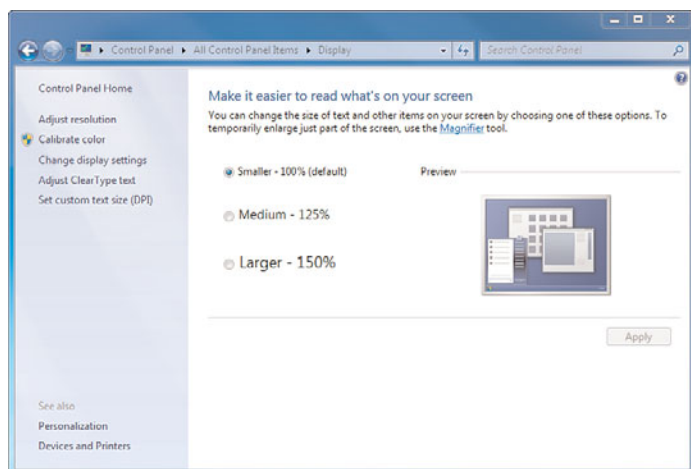 Control Panel All Control Panel Items Display Search Control Panel
Control Panel Home
Adjust resolution
Calibrate color
Change display settings
Adjust ClearType text
Set custom text size (DPI)
See also
Personalization
Devices and Printers
Make it easier to read what's on your screen
You can change the size of text and other items on your screen by choosing one of these options. To
temporarily enlarge just part of the screen, use the Magnifier tool.
Smaller - 100% (default)
Preview
Medium - 125%
Larger - 150%
Apply